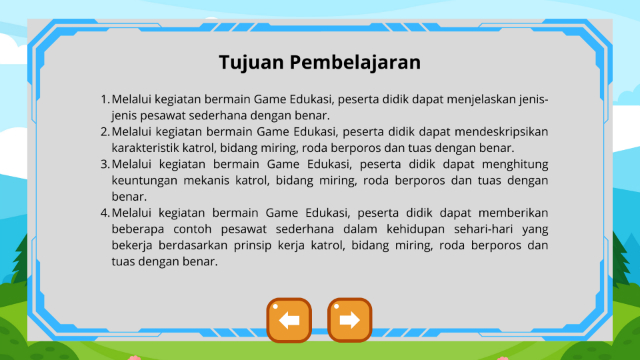 Tujuan Pembelajaran
1. Melalui kegiatan bermain Game Edukasi, peserta didik dapat menjelaskan jenis-
jenis pesawat sederhana dengan benar.
2. Melalui kegiatan bermain Game Edukasi, peserta didik dapat mendeskripsikan
karakteristik katrol, bidang miring, roda berporos dan tuas dengan benar.
3. Melalui kegiatan bermain Game Edukasi, peserta didik dapat menghitung
keuntungan mekanis katrol, bidang miring, roda berporos dan tuas dengan
benar.
4. Melalui kegiatan bermain Game Edukasi, peserta didik dapat memberikan
beberapa contoh pesawat sederhana dalam kehidupan sehari-hari yang
bekerja berdasarkan prinsip kerja katrol, bidang miring, roda berporos dan
tuas dengan benar.